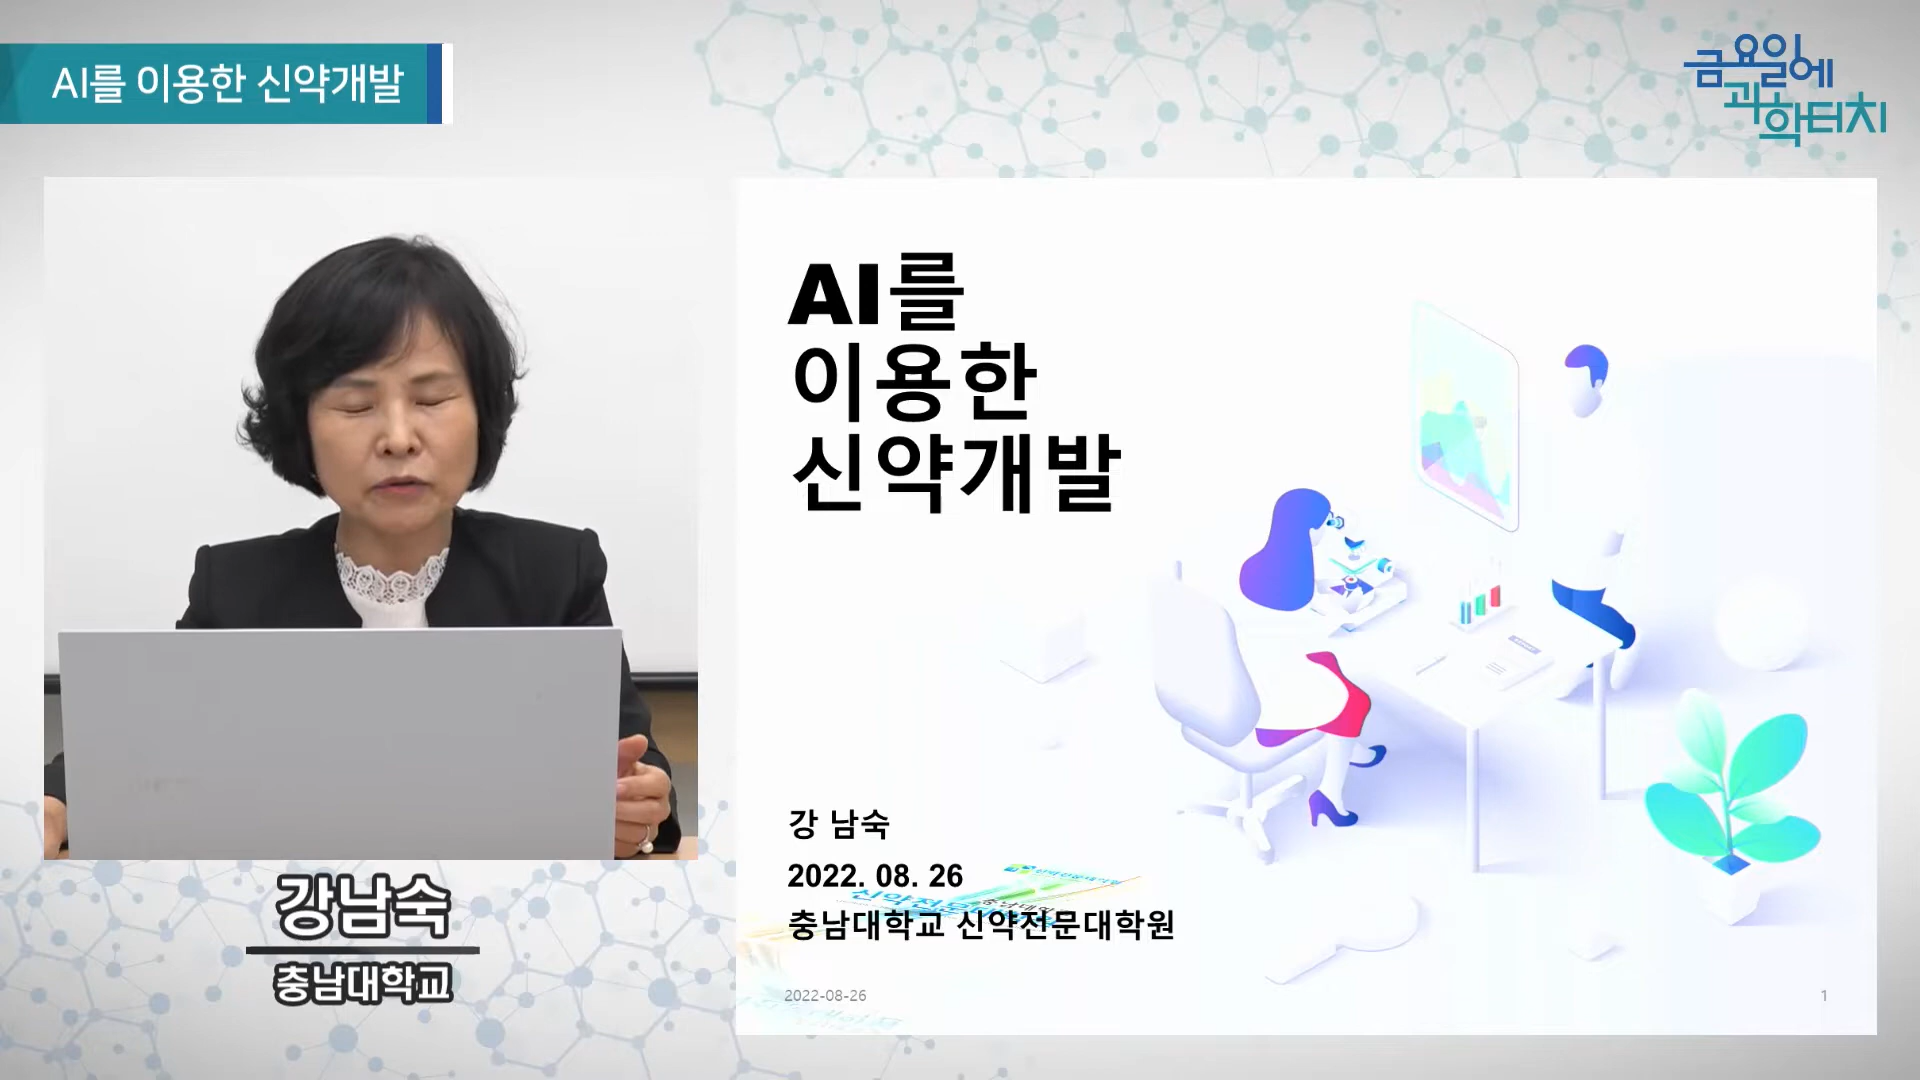 AI를 이용한 신약개발
금요일에
과학터치
AI를
이용한
신약개발
강 남숙
2022. 08. 26
충남대학교 신약전문대학원
2022-08-26
1
강남숙
충남대학교